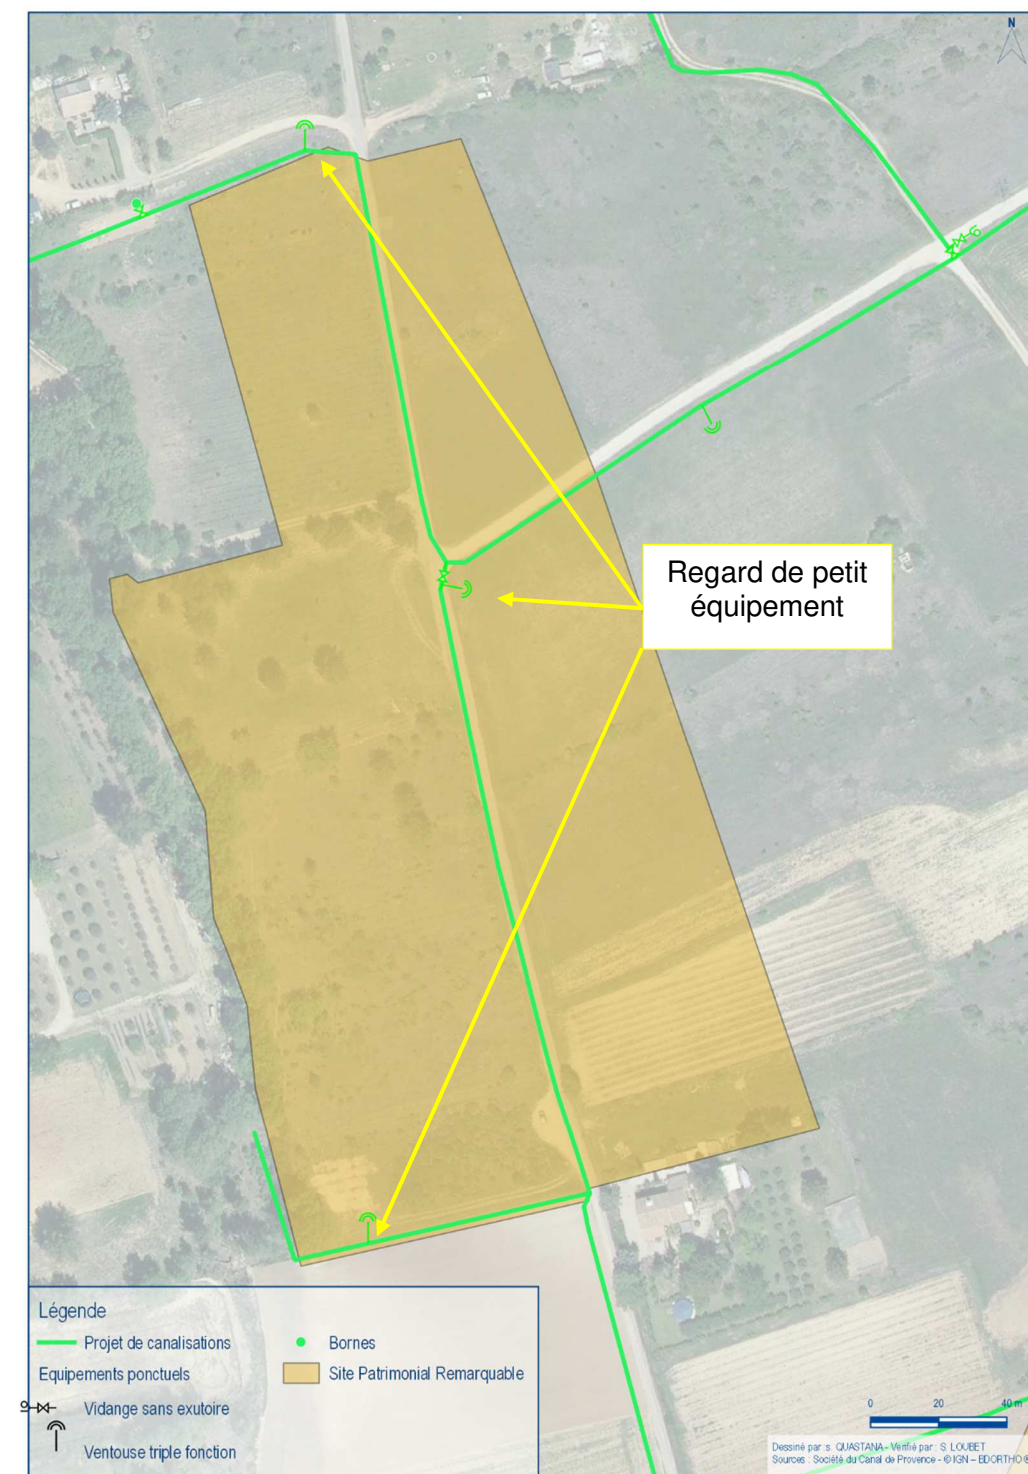 N
Regard de petit
équipement
Légende
Projet de canalisations
Bornes
Equipements ponctuels
Site Patrimonial Remarquable
Vidange sans exutoire
Ventouse triple fonction
0 20 40 m
Dessiné par : s. QUASTANA - Verifié par : S. LOUBET
Sources : Société du Canal de Provence - © IGN – BDORTHO ©